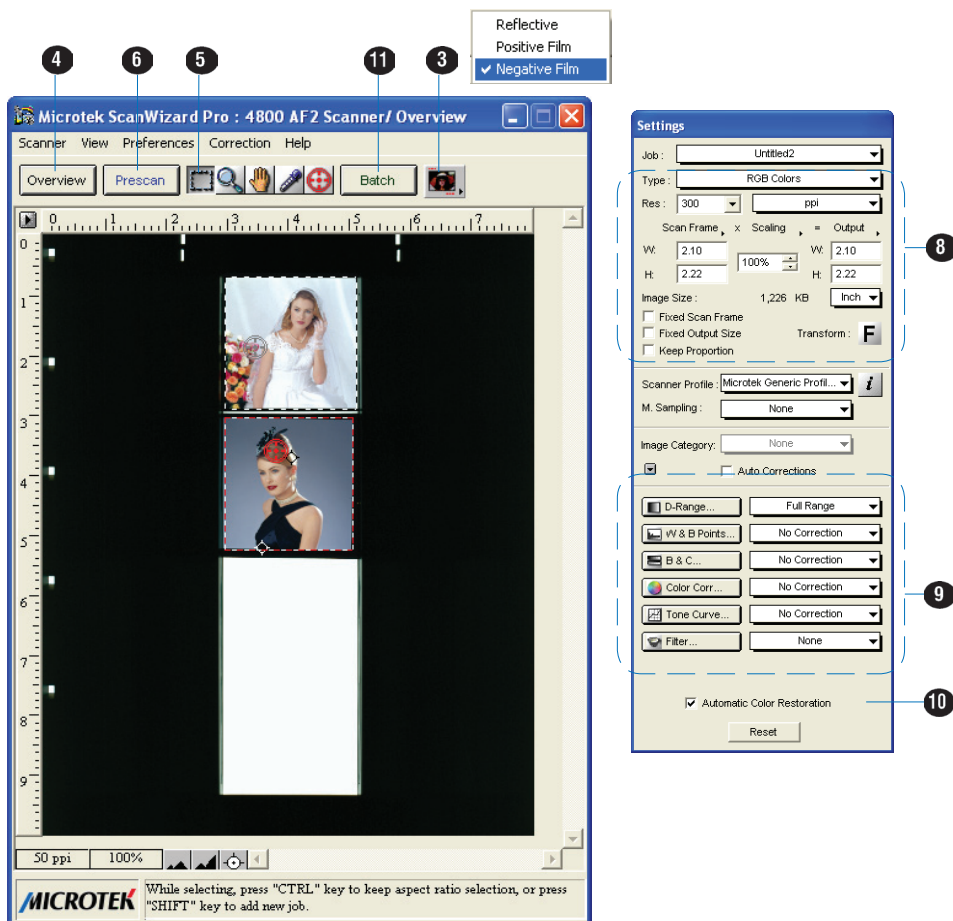 Reflective
Positive Film
✓ Negative Film
4
6
5
11
3
Microtek ScanWizard Pro : 4800 AF2 Scanner/ Overview
Scanner View Preferences Correction Help
Overview Prescan Batch
0 1 2 3 4 5 6 7
0
1
2
3
4
5
6
7
8
9
50 ppi 100%
MICROTEK
While selecting, press "CTRL" key to keep aspect ratio selection, or press
"SHIFT" key to add new job.
Settings
Job : Untitled2
Type : RGB Colors
Res : 300 ppi
Scan Frame x Scaling = Output
W: 2.10 100% W: 2.10
H: 2.22 H: 2.22
Image Size : 1,226 KB Inch
Fixed Scan Frame
Fixed Output Size Transform : F
Keep Proportion
8
Scanner Profile : Microtek Generic Profil... i
M. Sampling : None
Image Category: None
Auto Corrections
D-Range... Full Range
W & B Points... No Correction
B & C... No Correction
Color Corr... No Correction
Tone Curve... No Correction
Filter... None
9
Automatic Color Restoration
10
Reset